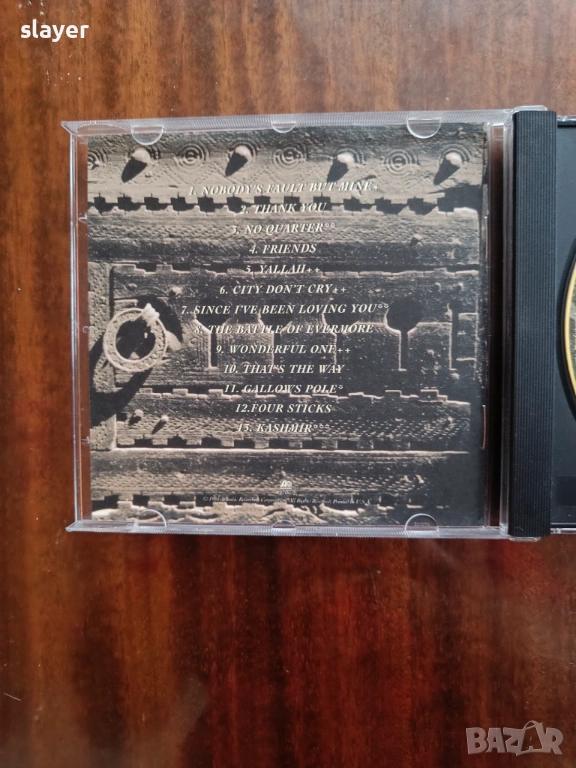 slayer
1. NOBODY'S FAULT BUT MINE+
2. THANK YOU
3. NO QUARTER°°
4. FRIENDS
5. YALLAH++
6. CITY DON'T CRY++
7. SINCE I'VE BEEN LOVING YOU°°
8. THE BATTLE OF EVERMORE
9. WONDERFUL ONE++
10. THAT'S THE WAY
11. GALLOWS POLE°
12. FOUR STICKS
13. KASHMIR°°°
BAZAR